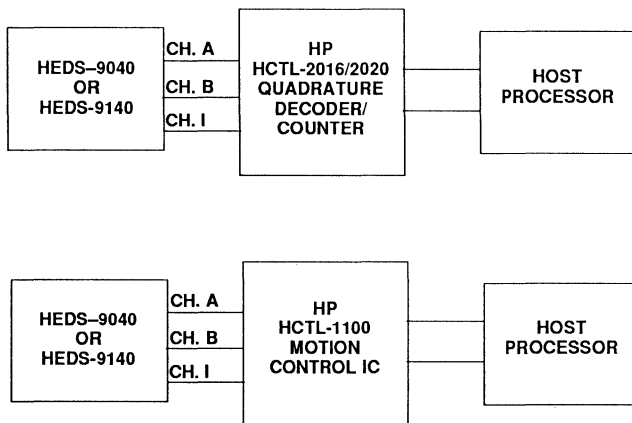 HEDS–9040
OR
HEDS-9140
CH. A
CH. B
CH. I
HP
HCTL-2016/2020
QUADRATURE
DECODER/
COUNTER
HOST
PROCESSOR
HEDS–9040
OR
HEDS-9140
CH. A
CH. B
CH. I
HP
HCTL-1100
MOTION
CONTROL IC
HOST
PROCESSOR